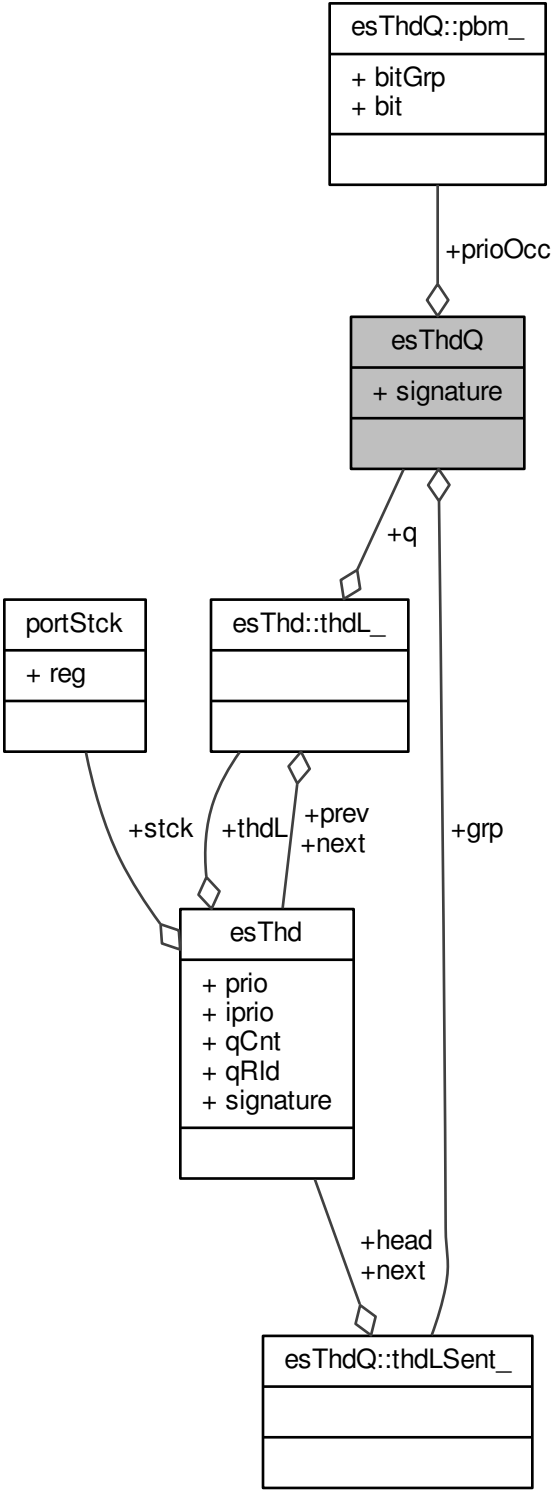 esThdQ::pbm_
+ bitGrp
+ bit
+prioOcc
esThdQ
+ signature
+q
portStck
+ reg
esThd::thdL_
+stck
+thdL
+prev
+next
+grp
esThd
+ prio
+ iprio
+ qCnt
+ qRld
+ signature
+head
+next
esThdQ::thdLSent_